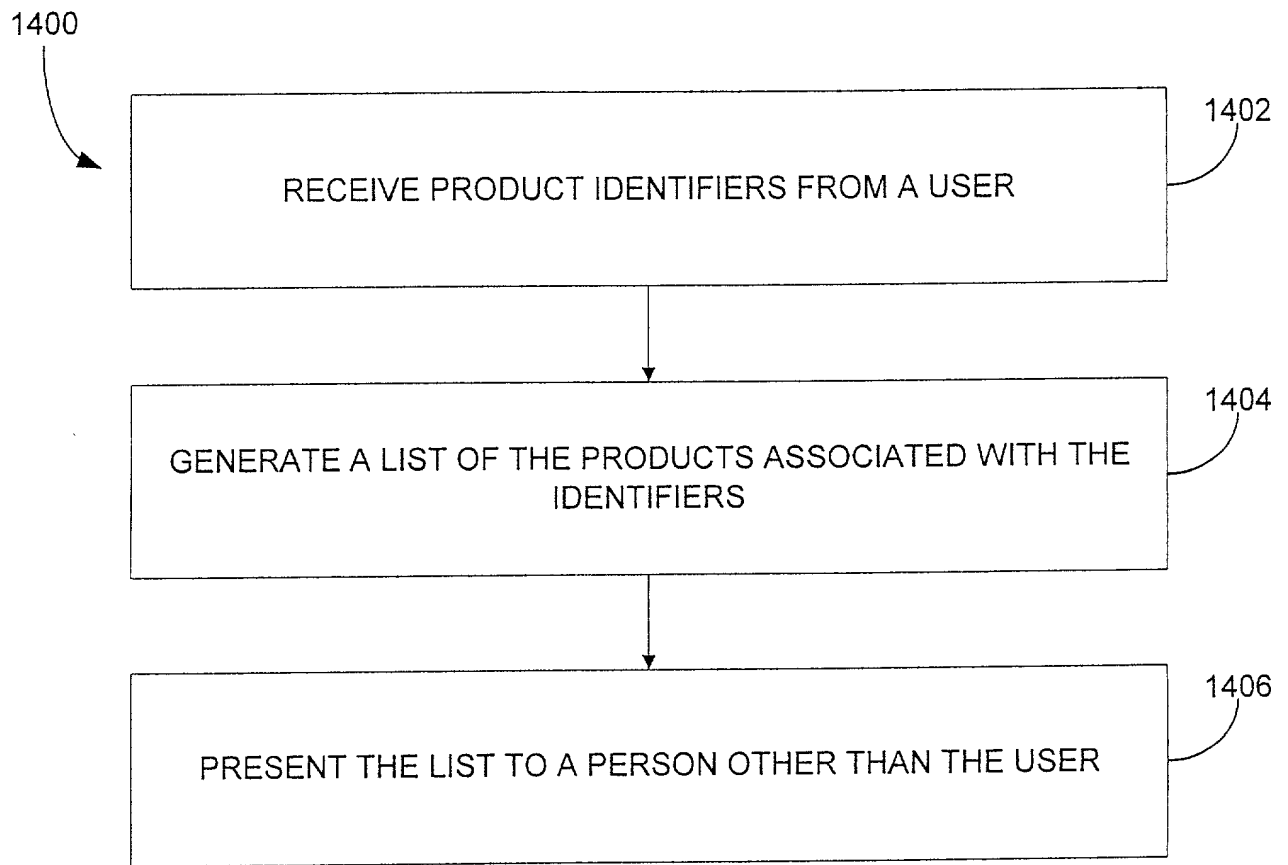 1400
1402
RECEIVE PRODUCT IDENTIFIERS FROM A USER
1404
GENERATE A LIST OF THE PRODUCTS ASSOCIATED WITH THE
IDENTIFIERS
1406
PRESENT THE LIST TO A PERSON OTHER THAN THE USER